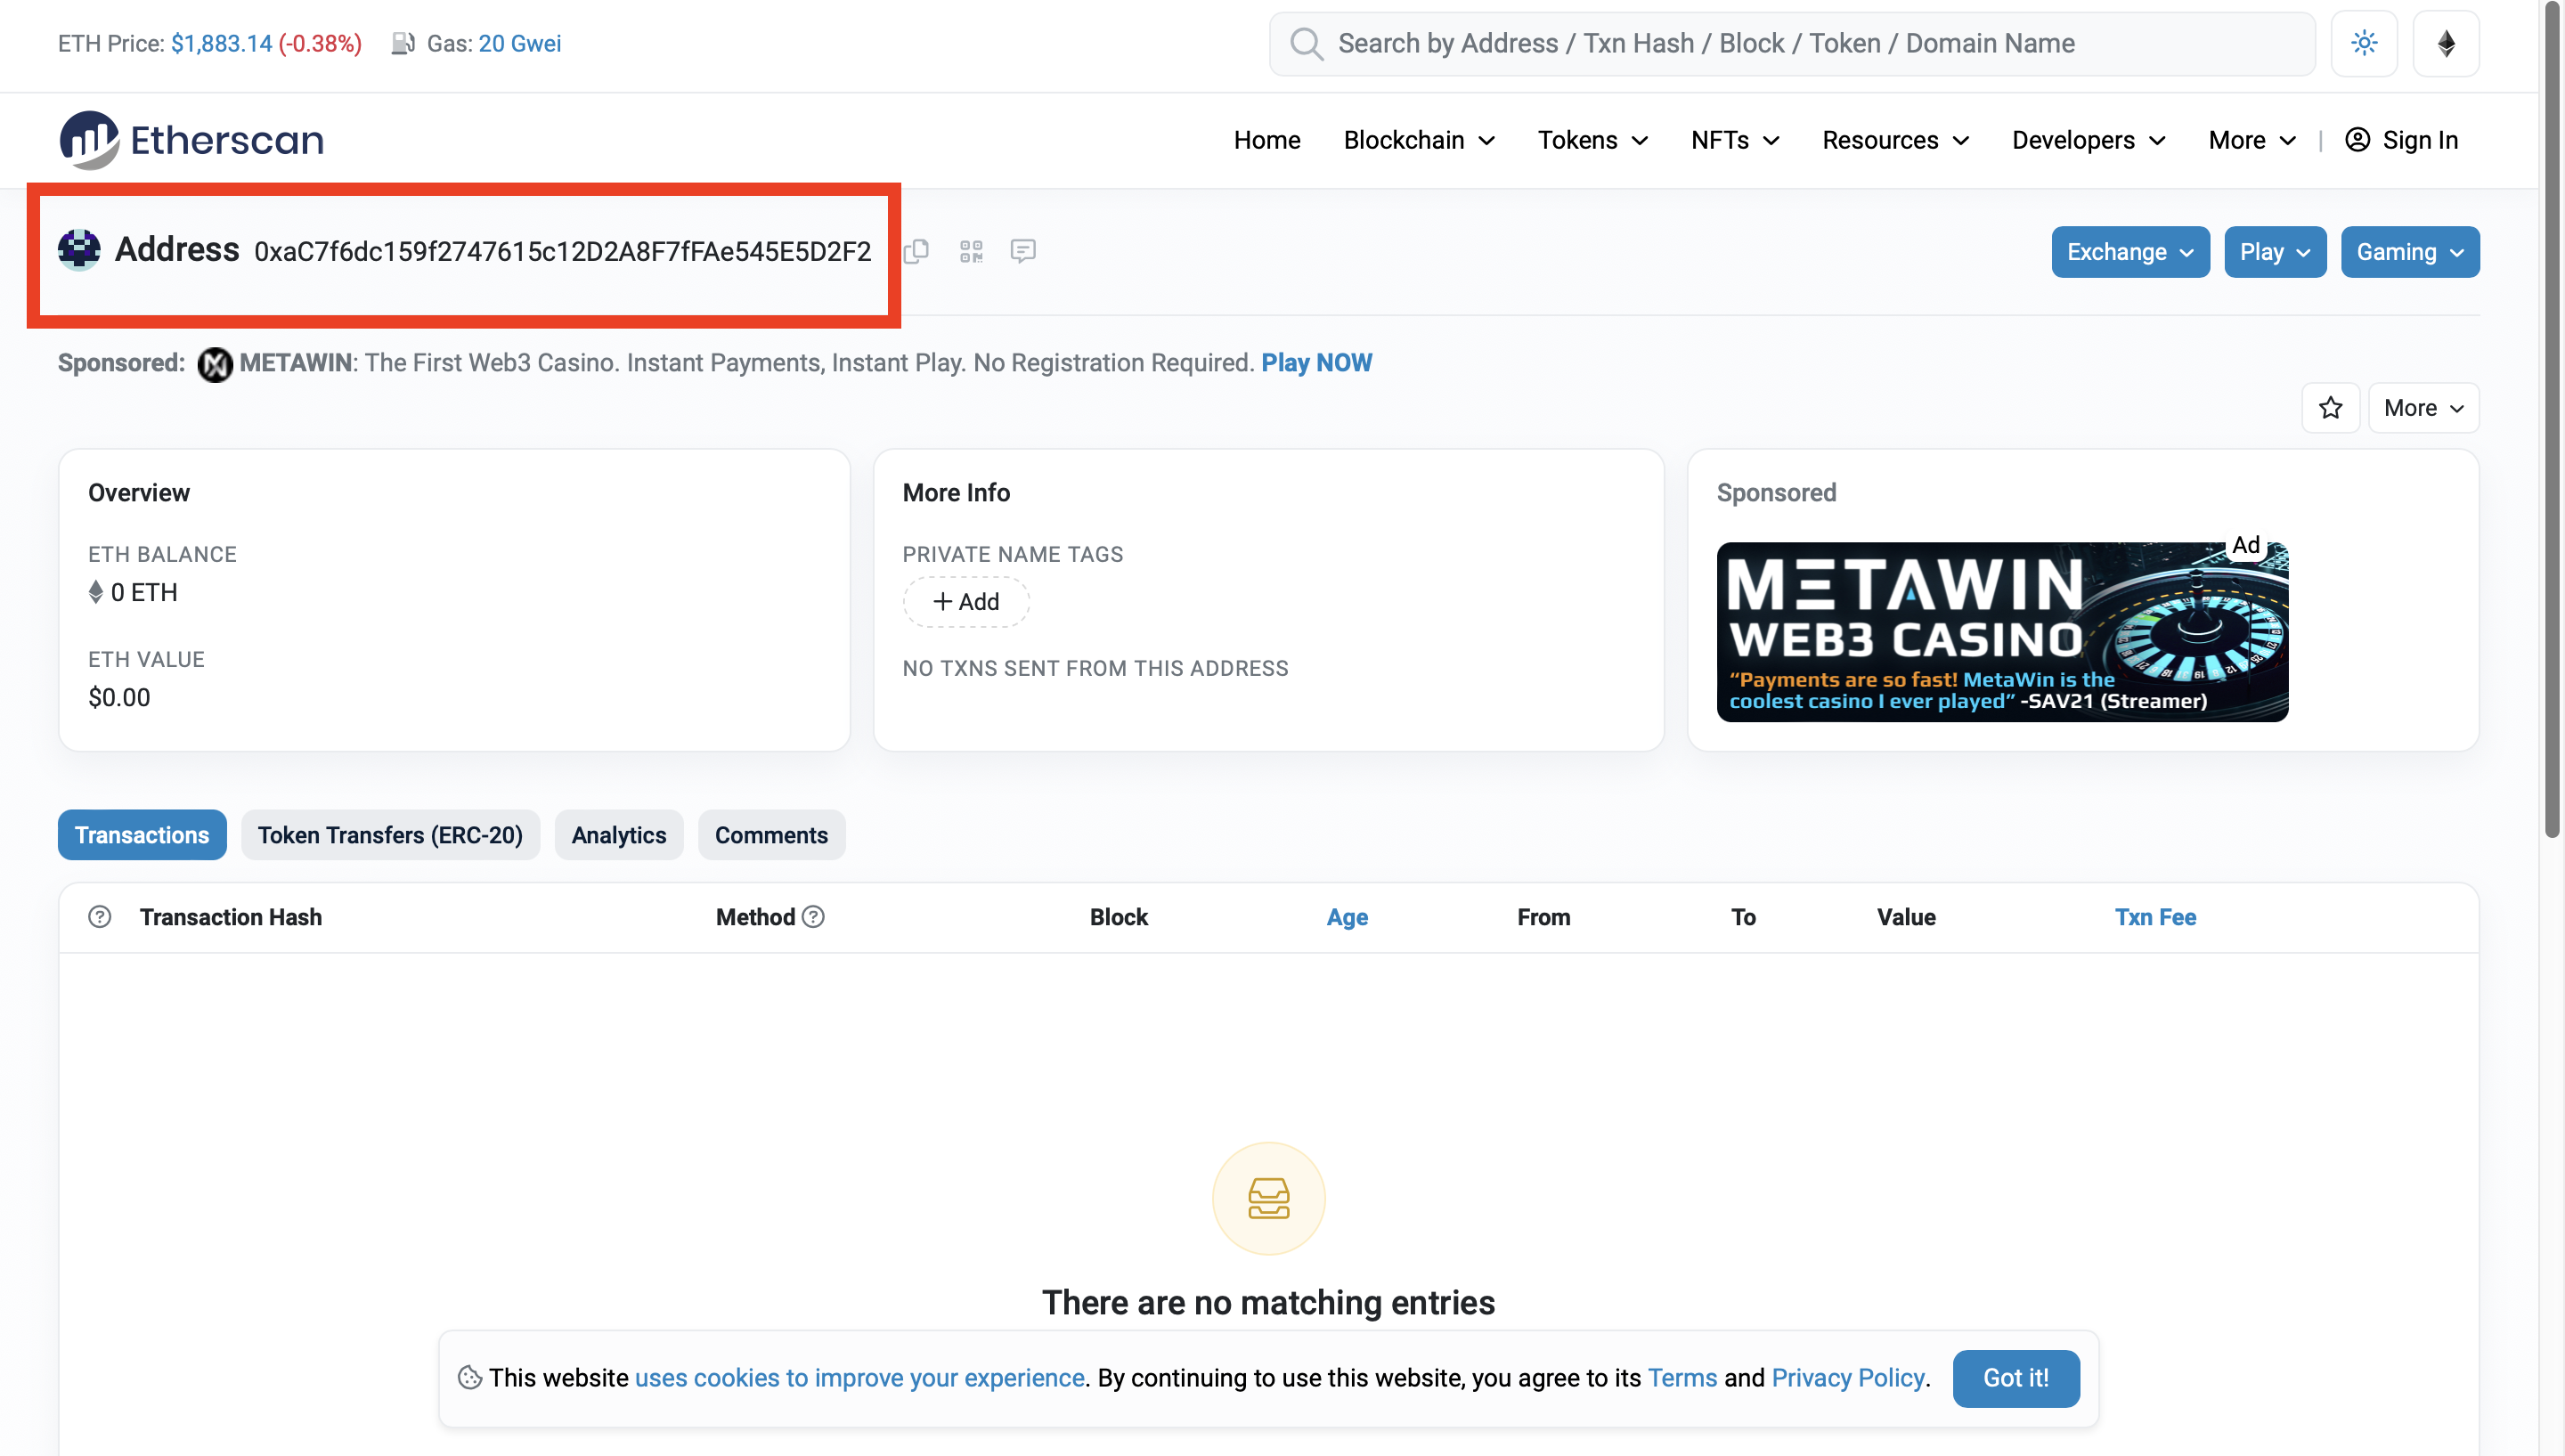 ETH Price: $1,883.14 (-0.38%) Gas: 20 Gwei
Search by Address / Txn Hash / Block / Token / Domain Name
Etherscan
Home Blockchain Tokens NFTs Resources Developers More | Sign In
Address 0xaC7f6dc159f2747615c12D2A8F7fFAe545E5D2F2
Exchange Play Gaming
Sponsored: METAWIN: The First Web3 Casino. Instant Payments, Instant Play. No Registration Required. Play NOW
More
Overview
ETH BALANCE
0 ETH
ETH VALUE
$0.00
More Info
PRIVATE NAME TAGS
+ Add
NO TXNS SENT FROM THIS ADDRESS
Sponsored
Ad
METAWIN
WEB3 CASINO
“Payments are so fast! MetaWin is the
coolest casino I ever played” -SAV21 (Streamer)
Transactions Token Transfers (ERC-20) Analytics Comments
Transaction Hash Method Block Age From To Value Txn Fee
There are no matching entries
This website uses cookies to improve your experience. By continuing to use this website, you agree to its Terms and Privacy Policy. Got it!